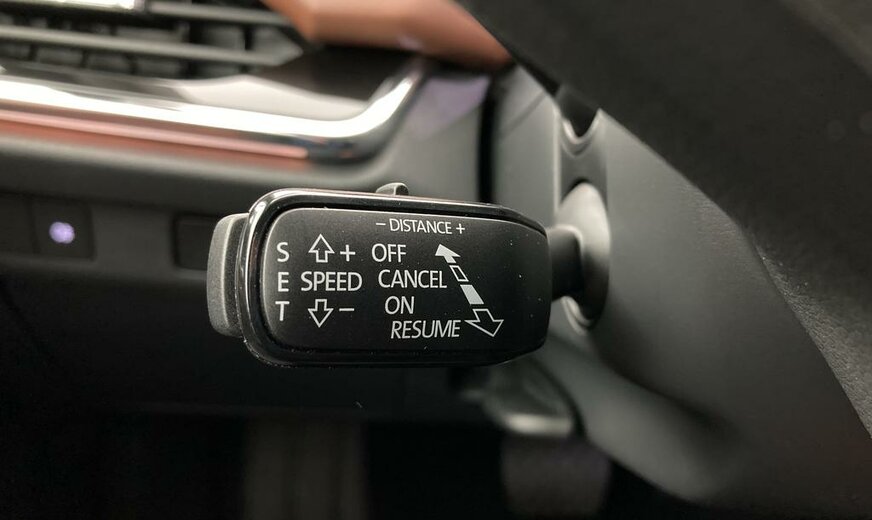 − DISTANCE +
S + OFF
E SPEED CANCEL
T − ON
RESUME